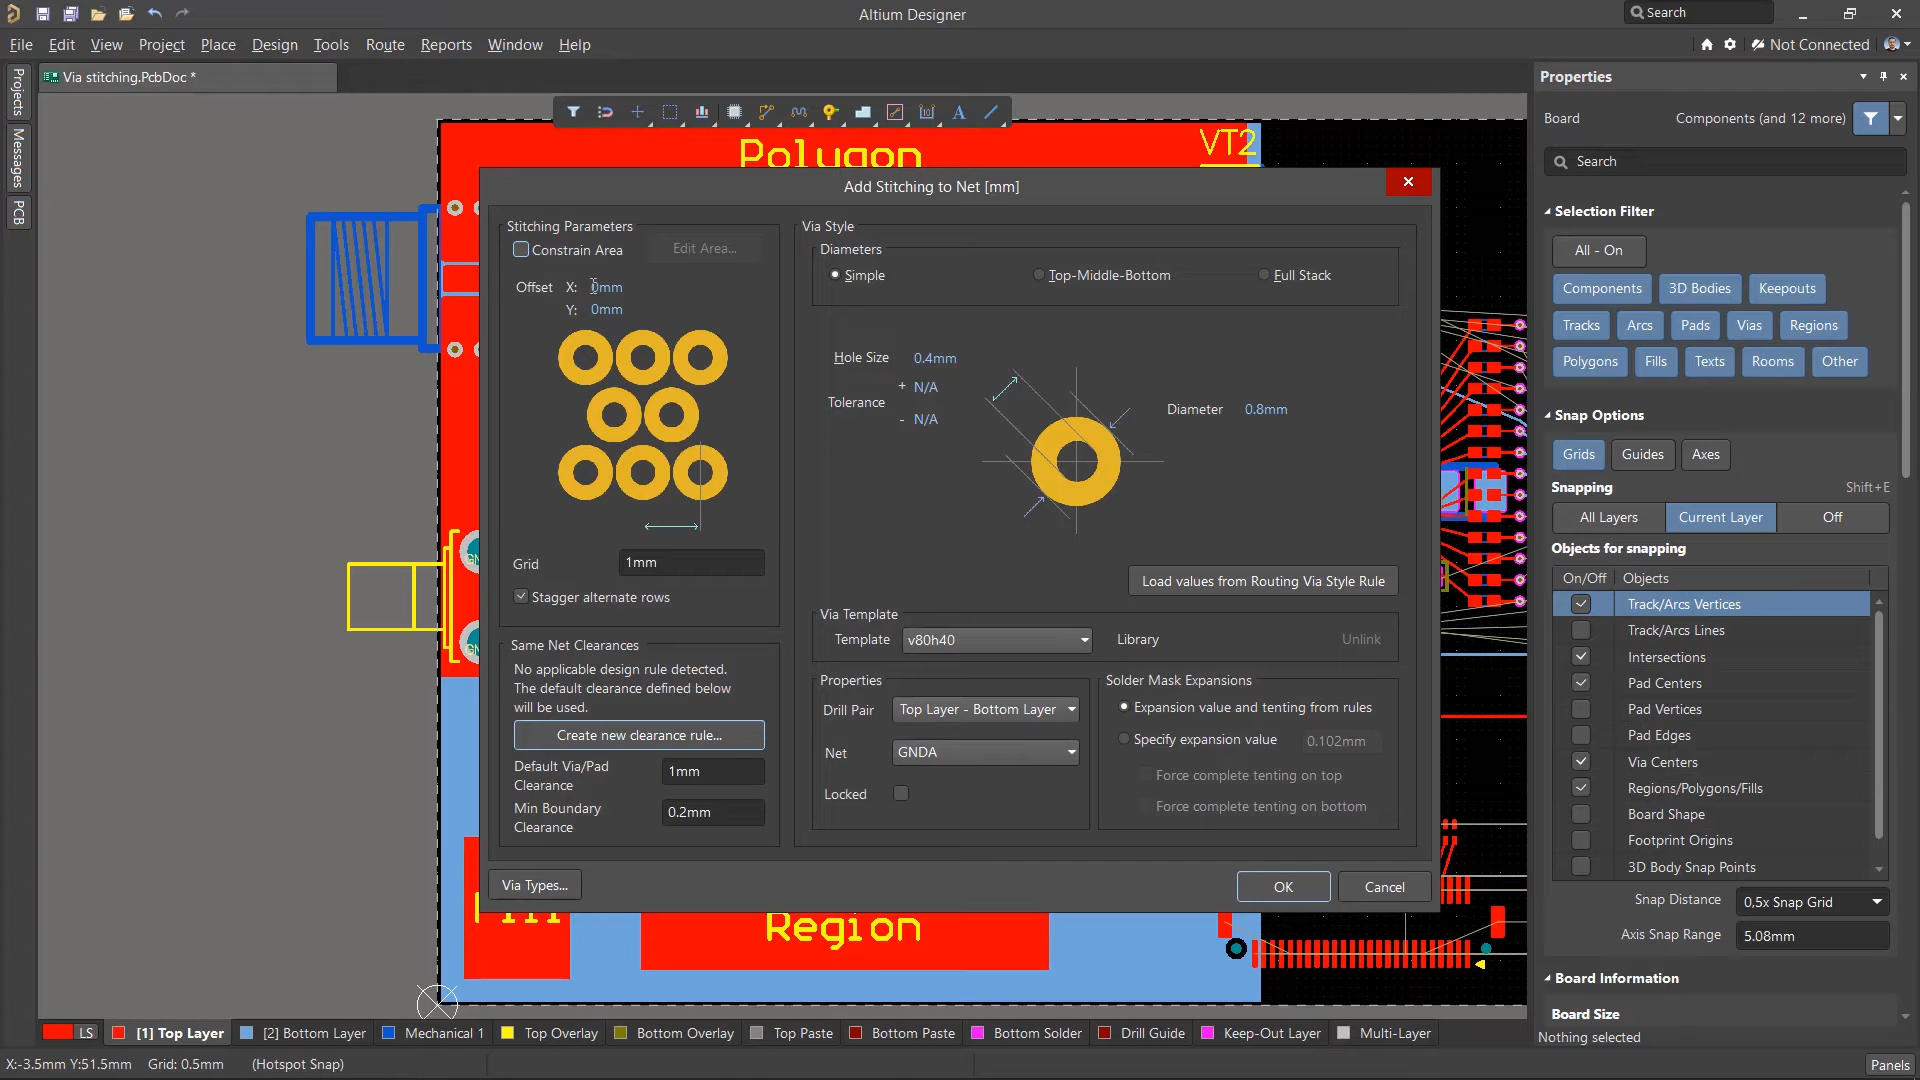 Altium Designer
Search
File Edit View Project Place Design Tools Route Reports Window Help
Not Connected
Projects
Messages
PCB
Via stitching.PcbDoc *
Polygon
VT2
Region
Add Stitching to Net [mm]
Stitching Parameters
Constrain Area
Edit Area...
Offset X: 0mm
Y: 0mm
Grid 1mm
Stagger alternate rows
Same Net Clearances
No applicable design rule detected.
The default clearance defined below
will be used.
Create new clearance rule...
Default Via/Pad
Clearance
1mm
Min Boundary
Clearance
0.2mm
Via Types...
Via Style
Diameters
Simple
Top-Middle-Bottom
Full Stack
Hole Size 0.4mm
Tolerance
+ N/A
- N/A
Diameter 0.8mm
Load values from Routing Via Style Rule
Via Template
Template v80h40
Library
Unlink
Properties
Drill Pair Top Layer - Bottom Layer
Net GNDA
Locked
Solder Mask Expansions
Expansion value and tenting from rules
Specify expansion value 0.102mm
Force complete tenting on top
Force complete tenting on bottom
OK
Cancel
Properties
Board
Components (and 12 more)
Search
Selection Filter
All - On
Components 3D Bodies Keepouts
Tracks Arcs Pads Vias Regions
Polygons Fills Texts Rooms Other
Snap Options
Grids Guides Axes
Snapping Shift+E
All Layers Current Layer Off
Objects for snapping
On/Off Objects
Track/Arcs Vertices
Track/Arcs Lines
Intersections
Pad Centers
Pad Vertices
Pad Edges
Via Centers
Regions/Polygons/Fills
Board Shape
Footprint Origins
3D Body Snap Points
Snap Distance 0,5x Snap Grid
Axis Snap Range 5.08mm
Board Information
Board Size
Nothing selected
LS [1] Top Layer [2] Bottom Layer Mechanical 1 Top Overlay Bottom Overlay Top Paste Bottom Paste Bottom Solder Drill Guide Keep-Out Layer Multi-Layer
X:-3.5mm Y:51.5mm Grid: 0.5mm (Hotspot Snap)
Panels